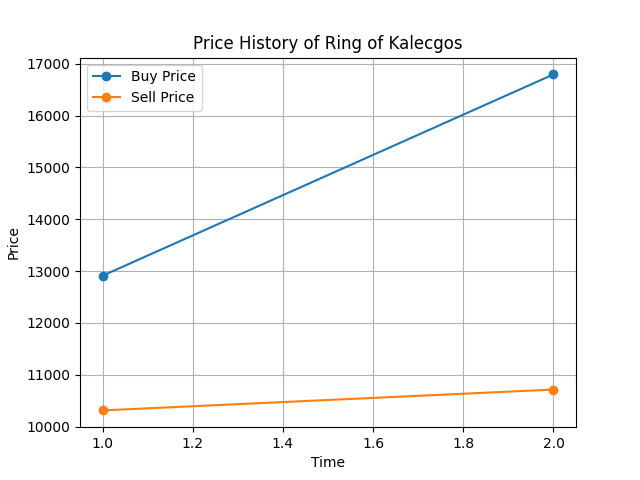 Price History of Ring of Kalecgos
Buy Price
Sell Price
17000
16000
15000
14000
13000
12000
11000
10000
Price
1.0 1.2 1.4 1.6 1.8 2.0
Time